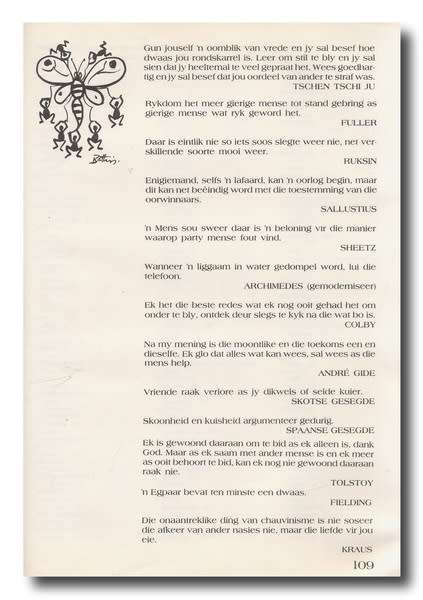 Gun jouself 'n oomblik van vrede en jy sal besef hoe
dwaas jou rondskarrel is. Leer om stil te bly en jy sal
sien dat jy heeltemal te veel gepraat het. Wees goedhar-
tig en jy sal besef dat jou oordeel van ander te straf was.
TSCHEN TSCHI JU
Rykdom het meer gierige mense tot stand gebring as
gierige mense wat ryk geword het.
FULLER
Daar is eintlik nie so iets soos slegte weer nie, net ver-
skillende soorte mooi weer.
RUKSIN
Enigiemand, selfs 'n lafaard, kan 'n oorlog begin, maar
dit kan net beëindig word met die toestemming van die
oorwinnaars.
SALLUSTIUS
'n Mens sou sweer daar is 'n beloning vir die manier
waarop party mense fout vind.
SHEETZ
Wanneer 'n liggaam in water gedompel word, lui die
telefoon.
ARCHIMEDES (gemoderniseer)
Ek het die beste redes wat ek nog ooit gehad het om
onder te bly, ontdek deur slegs te kyk na die wat bo is.
COLBY
Na my mening is die moontlike en die toekoms een en
dieselfe. Ek glo dat alles wat kan wees, sal wees as die
mens help.
ANDRÉ GIDE
Vriende raak verlore as jy dikwels of selde kuier.
SKOTSE GESEGDE
Skoonheid en kuisheid argumenteer gedurig.
SPAANSE GESEGDE
Ek is gewoond daaraan om te bid as ek alleen is, dank
God. Maar as ek saam met ander mense is en ek meer
as ooit behoort te bid, kan ek nog nie gewoond daaraan
raak nie.
TOLSTOY
'n Egpaar bevat ten minste een dwaas.
FIELDING
Die onaantreklike ding van chauvinisme is nie soseer
die afkeer van ander nasies nie, maar die liefde vir jou
eie.
KRAUS
109